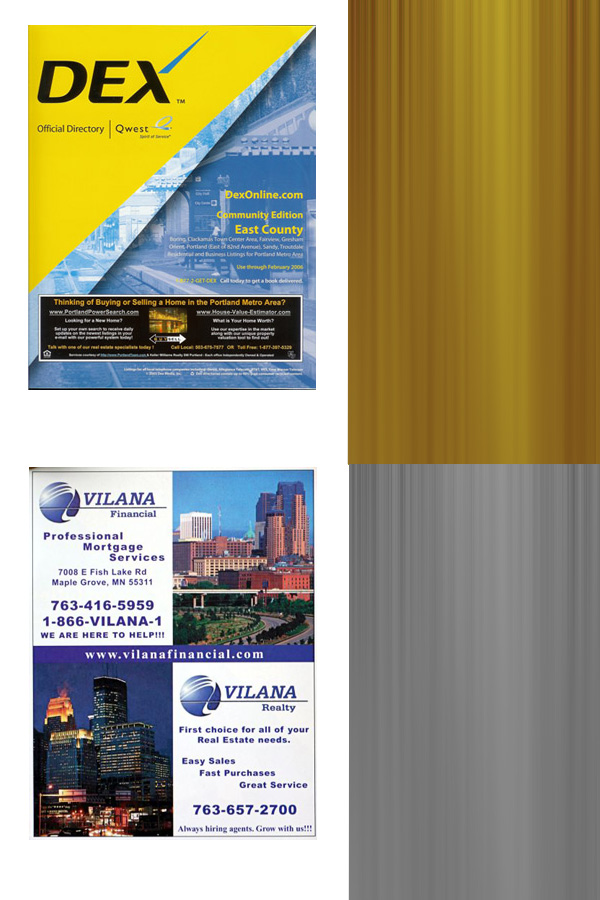 DEX™
Official Directory | Qwest
Spirit of Service
DexOnline.com
Community Edition
East County
Boring, Clackamas Town Center Area, Fairview, Gresham
Orient, Portland (East of 82nd Avenue), Sandy, Troutdale
Residential and Business Listings for Portland Metro Area
Use through February 2006
GET-DEX Call today to get a book delivered.
Thinking of Buying or Selling a Home in the Portland Metro Area?
www.PortlandPowerSearch.com
Looking for a New Home?
Set up your own search to receive daily
updates on the newest listings in your
e-mail with our powerful system today!
www.House-Value-Estimator.com
What is Your Home Worth?
Use our expertise in the market
along with our unique property
valuation tool to find out!
Talk with one of our real estate specialists today! Call Local: 503-675-7977 OR Toll Free: 1-877-397-5329
VILANA
Financial
Professional
Mortgage
Services
7008 E Fish Lake Rd
Maple Grove, MN 55311
763-416-5959
1-866-VILANA-1
WE ARE HERE TO HELP!!!
www.vilanafinancial.com
VILANA
Realty
First choice for all of your
Real Estate needs.
Easy Sales
Fast Purchases
Great Service
763-657-2700
Always hiring agents. Grow with us!!!